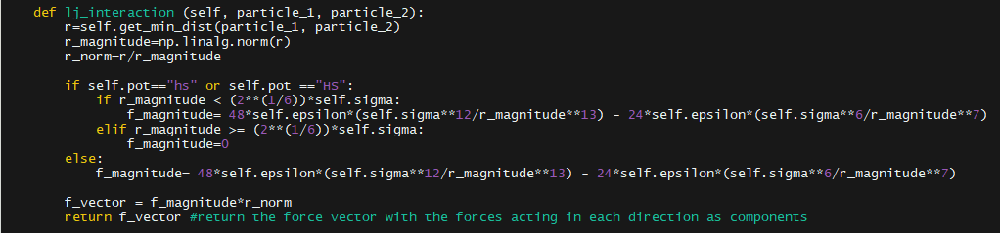 def lj_interaction (self, particle_1, particle_2):
    r=self.get_min_dist(particle_1, particle_2)
    r_magnitude=np.linalg.norm(r)
    r_norm=r/r_magnitude

    if self.pot=="hs" or self.pot =="HS":
        if r_magnitude < (2**(1/6))*self.sigma:
            f_magnitude= 48*self.epsilon*(self.sigma**12/r_magnitude**13) - 24*self.epsilon*(self.sigma**6/r_magnitude**7)
        elif r_magnitude >= (2**(1/6))*self.sigma:
            f_magnitude=0
    else:
        f_magnitude= 48*self.epsilon*(self.sigma**12/r_magnitude**13) - 24*self.epsilon*(self.sigma**6/r_magnitude**7)

    f_vector = f_magnitude*r_norm
    return f_vector #return the force vector with the forces acting in each direction as components